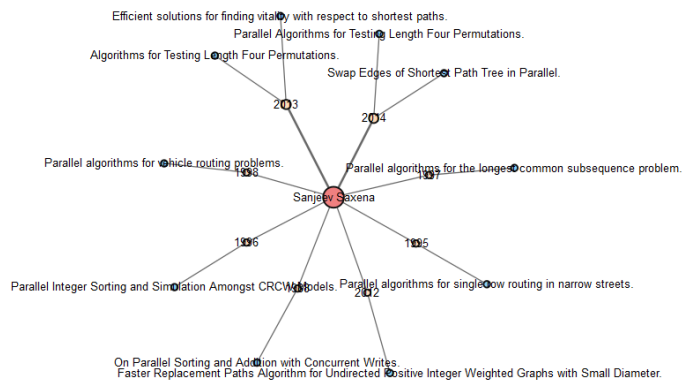 Efficient solutions for finding vitality with respect to shortest paths.
Parallel Algorithms for Testing Length Four Permutations.
Algorithms for Testing Length Four Permutations.
Swap Edges of Shortest Path Tree in Parallel.
2013
2014
Parallel algorithms for vehicle routing problems.
Parallel algorithms for the longest common subsequence problem.
1998
1997
Sanjeev Saxena
1996
1995
Parallel Integer Sorting and Simulation Amongst CRCW Models.
Parallel algorithms for single row routing in narrow streets.
2012
On Parallel Sorting and Addition with Concurrent Writes.
Faster Replacement Paths Algorithm for Undirected Positive Integer Weighted Graphs with Small Diameter.